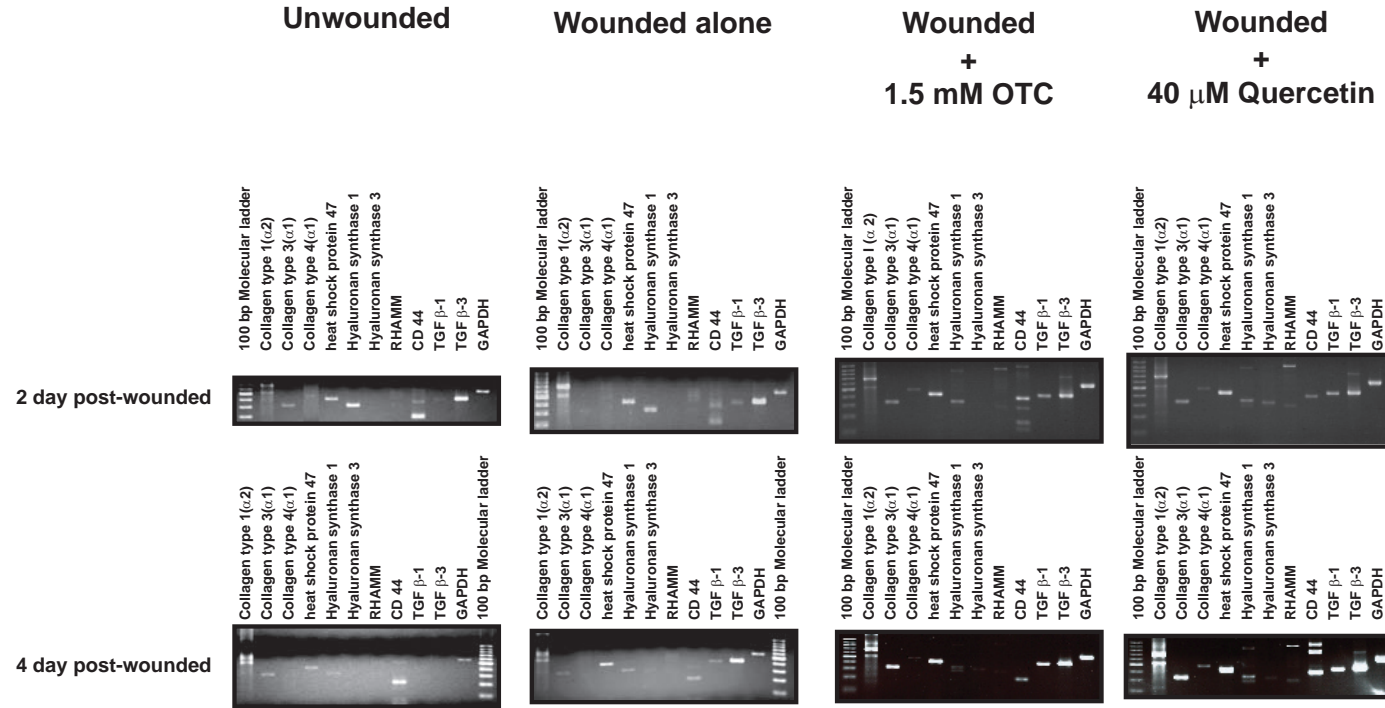 Unwounded
Wounded alone
Wounded
+
1.5 mM OTC
Wounded
+
40 μM Quercetin
100 bp Molecular ladder
Collagen type 1(α2)
Collagen type 3(α1)
Collagen type 4(α1)
heat shock protein 47
Hyaluronan synthase 1
Hyaluronan synthase 3
RHAMM
CD 44
TGF β-1
TGF β-3
GAPDH
100 bp Molecular ladder
Collagen type 1(α2)
Collagen type 3(α1)
Collagen type 4(α1)
heat shock protein 47
Hyaluronan synthase 1
Hyaluronan synthase 3
RHAMM
CD 44
TGF β-1
TGF β-3
GAPDH
100 bp Molecular ladder
Collagen type I (α 2)
Collagen type 3(α1)
Collagen type 4(α1)
heat shock protein 47
Hyaluronan synthase 1
Hyaluronan synthase 3
RHAMM
CD 44
TGF β-1
TGF β-3
GAPDH
100 bp Molecular ladder
Collagen type 1(α2)
Collagen type 3(α1)
Collagen type 4(α1)
heat shock protein 47
Hyaluronan synthase 1
Hyaluronan synthase 3
RHAMM
CD 44
TGF β-1
TGF β-3
GAPDH
2 day post-wounded
Collagen type 1(α2)
Collagen type 3(α1)
Collagen type 4(α1)
heat shock protein 47
Hyaluronan synthase 1
Hyaluronan synthase 3
RHAMM
CD 44
TGF β-1
TGF β-3
GAPDH
100 bp Molecular ladder
Collagen type 1(α2)
Collagen type 3(α1)
Collagen type 4(α1)
heat shock protein 47
Hyaluronan synthase 1
Hyaluronan synthase 3
RHAMM
CD 44
TGF β-1
TGF β-3
GAPDH
100 bp Molecular ladder
100 bp Molecular ladder
Collagen type 1(α2)
Collagen type 3(α1)
Collagen type 4(α1)
heat shock protein 47
Hyaluronan synthase 1
Hyaluronan synthase 3
RHAMM
CD 44
TGF β-1
TGF β-3
GAPDH
100 bp Molecular ladder
Collagen type 1(α2)
Collagen type 3(α1)
Collagen type 4(α1)
heat shock protein 47
Hyaluronan synthase 1
Hyaluronan synthase 3
RHAMM
CD 44
TGF β-1
TGF β-3
GAPDH
4 day post-wounded